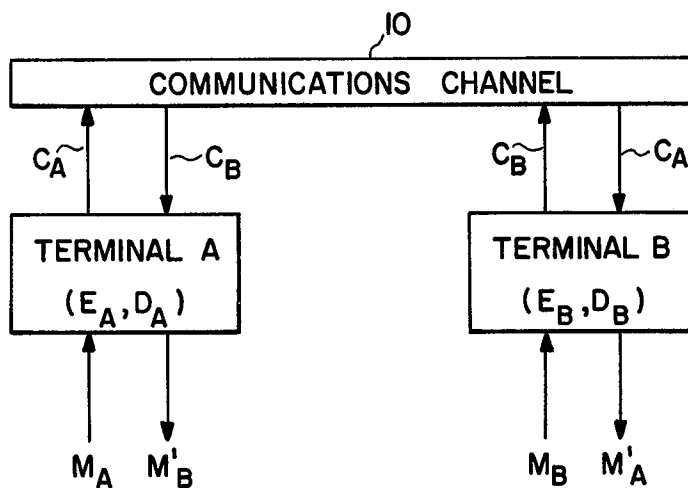 10
COMMUNICATIONS CHANNEL
C_A C_B C_B C_A
TERMINAL A TERMINAL B
(E_A, D_A) (E_B, D_B)
M_A M'_B M_B M'_A